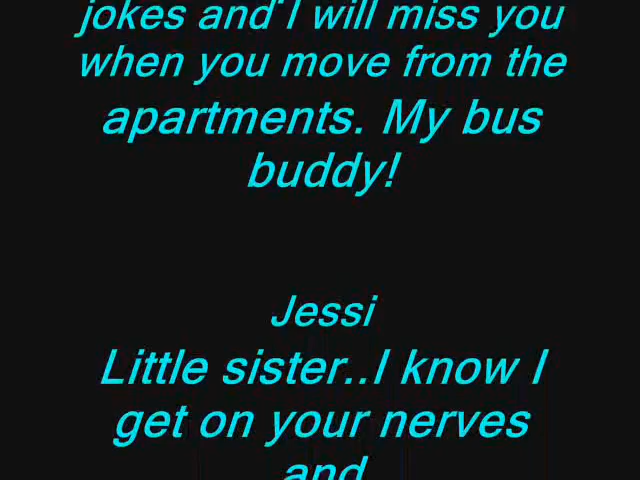 jokes and I will miss you
when you move from the
apartments. My bus
buddy!
Jessi
Little sister..I know I
get on your nerves
and